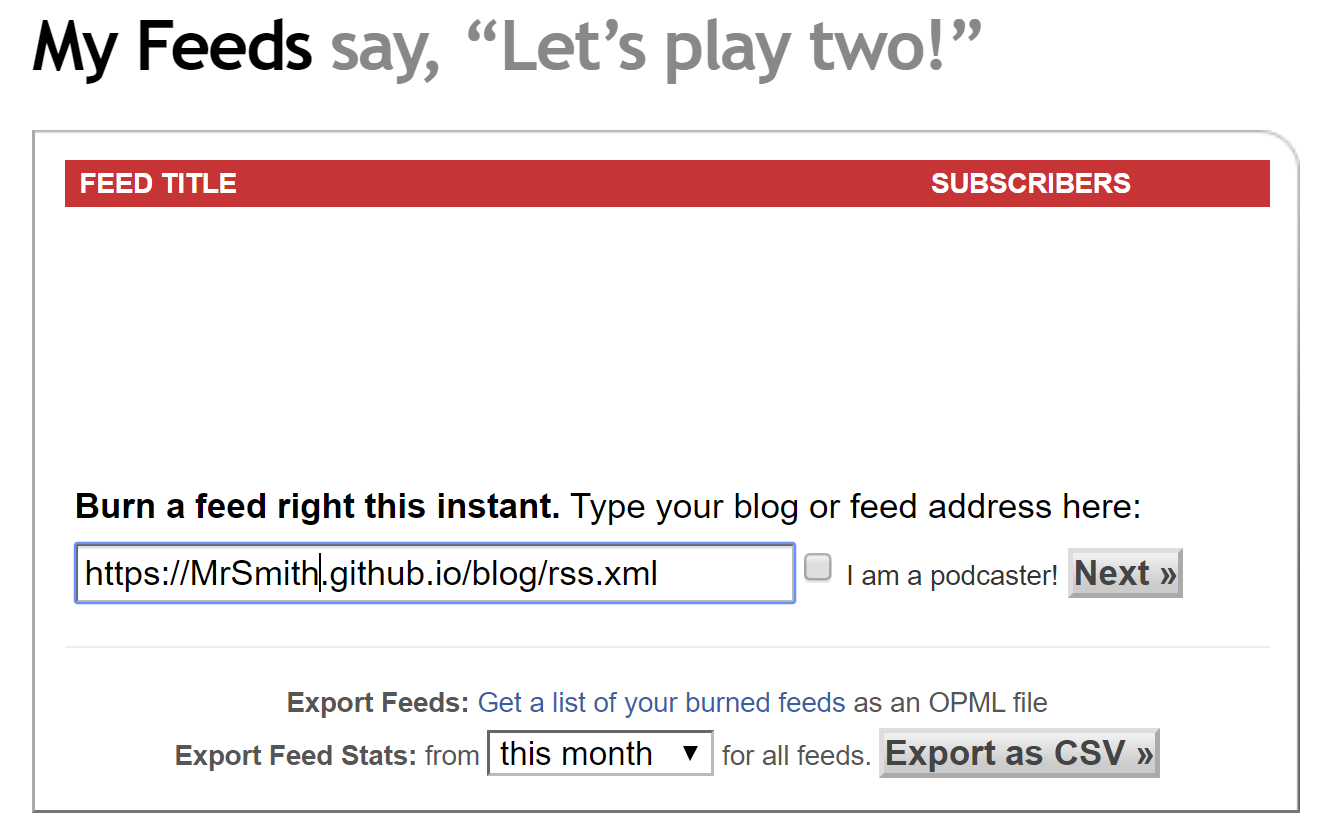 My Feeds say, “Let’s play two!”
FEED TITLE SUBSCRIBERS
Burn a feed right this instant. Type your blog or feed address here:
https://MrSmith.github.io/blog/rss.xml I am a podcaster! Next »
Export Feeds: Get a list of your burned feeds as an OPML file
Export Feed Stats: from this month ▼ for all feeds. Export as CSV »